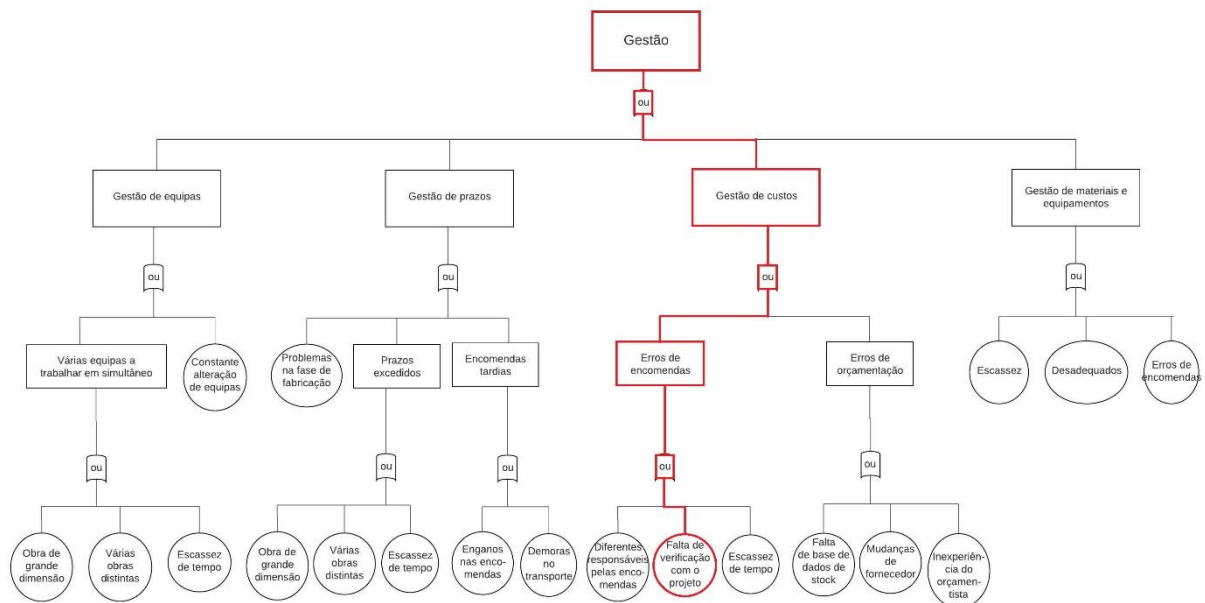 Gestão
ou
Gestão de equipas
Gestão de prazos
Gestão de custos
Gestão de materiais e
equipamentos
ou
ou
ou
ou
Várias equipas a
trabalhar em simultâneo
Constante
alteração
de equipas
Problemas
na fase de
fabricação
Prazos
excedidos
Encomendas
tardias
Erros de
encomendas
Erros de
orçamentação
Escassez
Desadequados
Erros de
encomendas
ou
ou
ou
ou
ou
Obra de
grande
dimensão
Várias
obras
distintas
Escassez
de tempo
Obra de
grande
dimensão
Várias
obras
distintas
Escassez
de tempo
Enganos
nas enco-
mendas
Demoras
no
transporte
Diferentes
responsáveis
pelas enco-
mendas
Falta de
verificação
com o
projeto
Escassez
de tempo
Falta
de base de
dados de
stock
Mudanças
de
fornecedor
Inexperiên-
cia do
orçamen-
tista